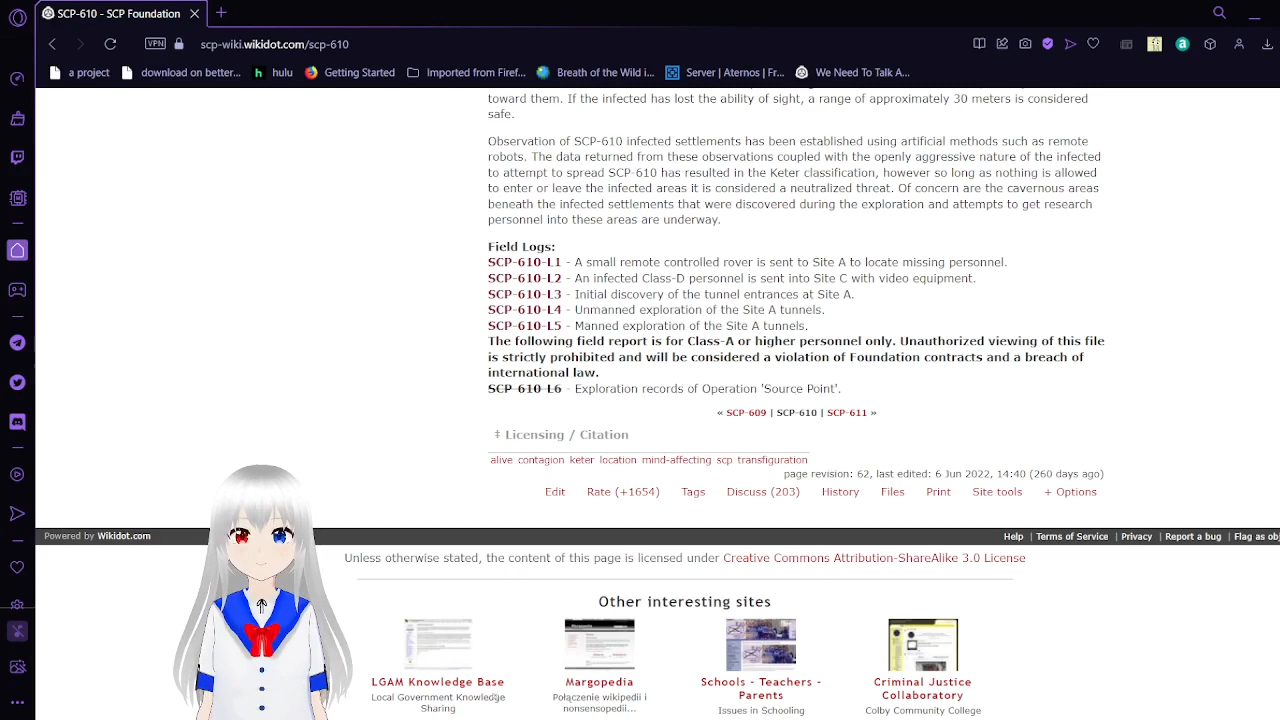 SCP-610 - SCP Foundation
VPN scp-wiki.wikidot.com/scp-610
a project download on better... hulu Getting Started Imported from Firef... Breath of the Wild i... Server | Aternos | Fr... We Need To Talk A...
toward them. If the infected has lost the ability of sight, a range of approximately 30 meters is considered
safe.
Observation of SCP-610 infected settlements has been established using artificial methods such as remote
robots. The data returned from these observations coupled with the openly aggressive nature of the infected
to attempt to spread SCP-610 has resulted in the Keter classification, however so long as nothing is allowed
to enter or leave the infected areas it is considered a neutralized threat. Of concern are the cavernous areas
beneath the infected settlements that were discovered during the exploration and attempts to get research
personnel into these areas are underway.
Field Logs:
SCP-610-L1 - A small remote controlled rover is sent to Site A to locate missing personnel.
SCP-610-L2 - An infected Class-D personnel is sent into Site C with video equipment.
SCP-610-L3 - Initial discovery of the tunnel entrances at Site A.
SCP-610-L4 - Unmanned exploration of the Site A tunnels.
SCP-610-L5 - Manned exploration of the Site A tunnels.
The following field report is for Class-A or higher personnel only. Unauthorized viewing of this file
is strictly prohibited and will be considered a violation of Foundation contracts and a breach of
international law.
SCP-610-L6 - Exploration records of Operation 'Source Point'.
« SCP-609 | SCP-610 | SCP-611 »
‡ Licensing / Citation
alive contagion keter location mind-affecting scp transfiguration
page revision: 62, last edited: 6 Jun 2022, 14:40 (260 days ago)
Edit Rate (+1654) Tags Discuss (203) History Files Print Site tools + Options
Powered by Wikidot.com Help | Terms of Service | Privacy | Report a bug | Flag as obj
Unless otherwise stated, the content of this page is licensed under Creative Commons Attribution-ShareAlike 3.0 License
Other interesting sites
LGAM Knowledge Base
Local Government Knowledge
Sharing
Margopedia
Połączenie wikipedii i
nonsensopedii...
Schools - Teachers -
Parents
Issues in Schooling
Criminal Justice
Collaboratory
Colby Community College